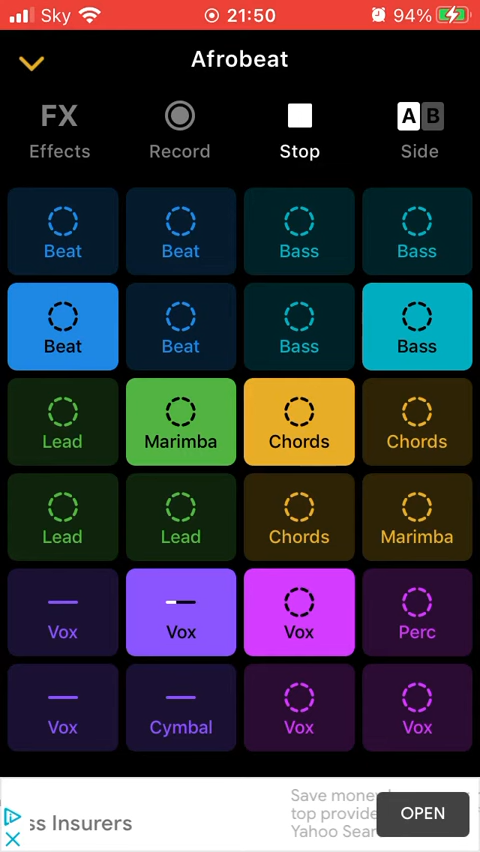 Sky 21:50 94%
Afrobeat
FX A B
Effects Record Stop Side
Beat Beat Bass Bass
Beat Beat Bass Bass
Lead Marimba Chords Chords
Lead Lead Chords Marimba
Vox Vox Vox Perc
Vox Cymbal Vox Vox
ss Insurers
Save money
top provide
Yahoo Sear
OPEN